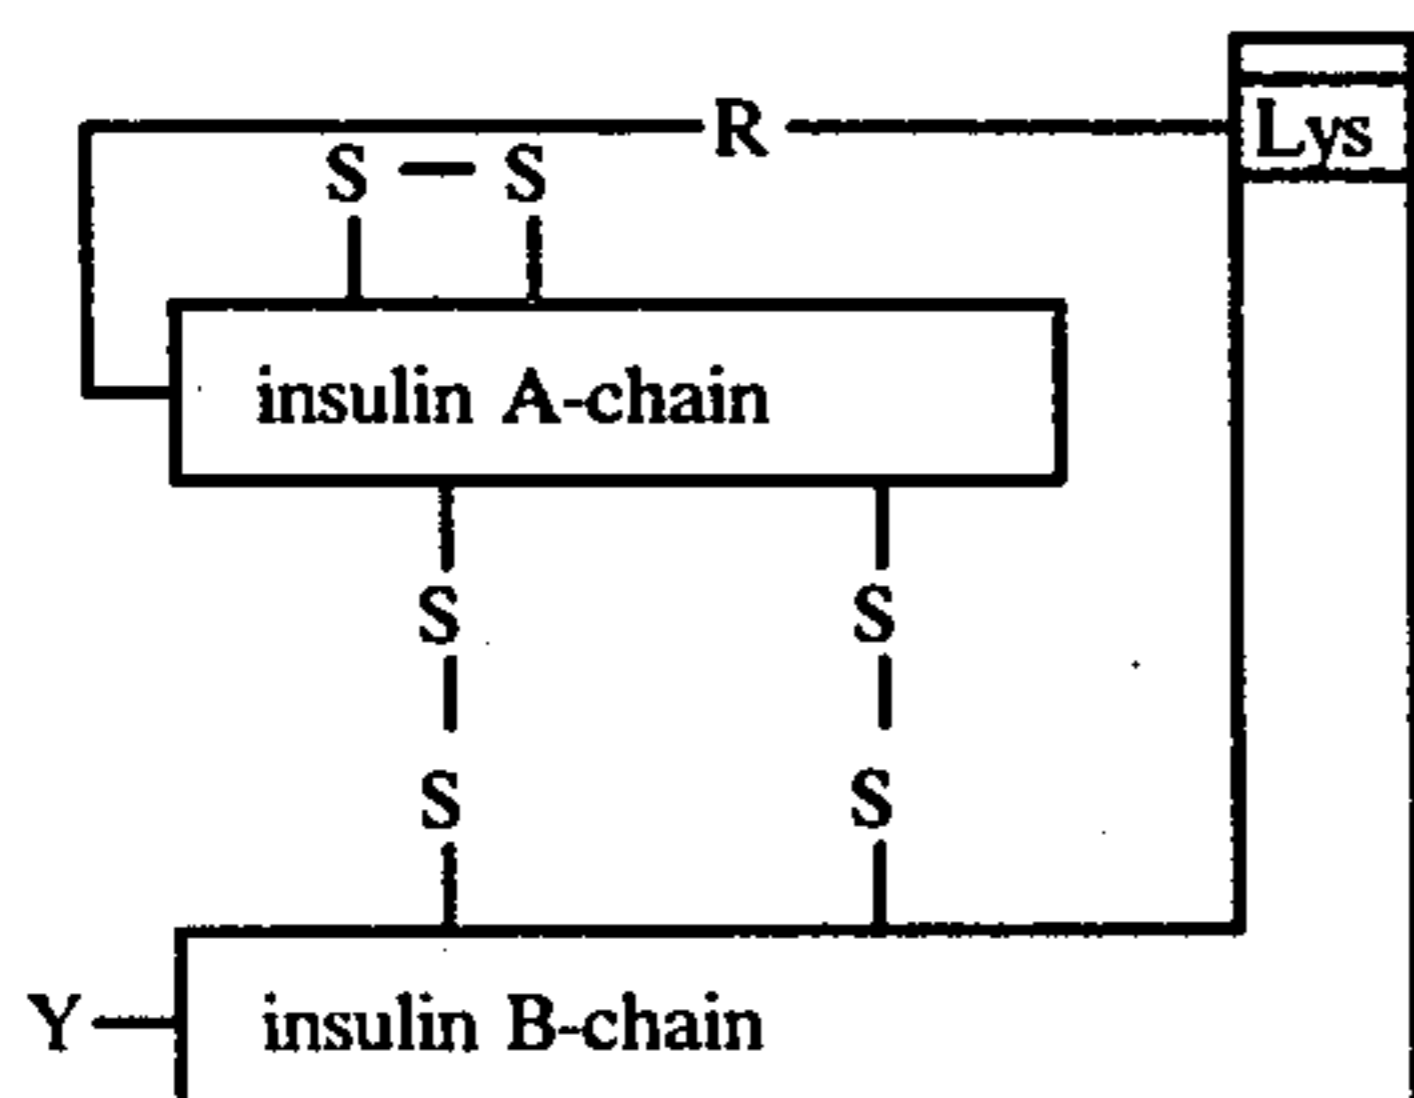 R
Lys
S — S
insulin A-chain
S S
S S
Y
insulin B-chain